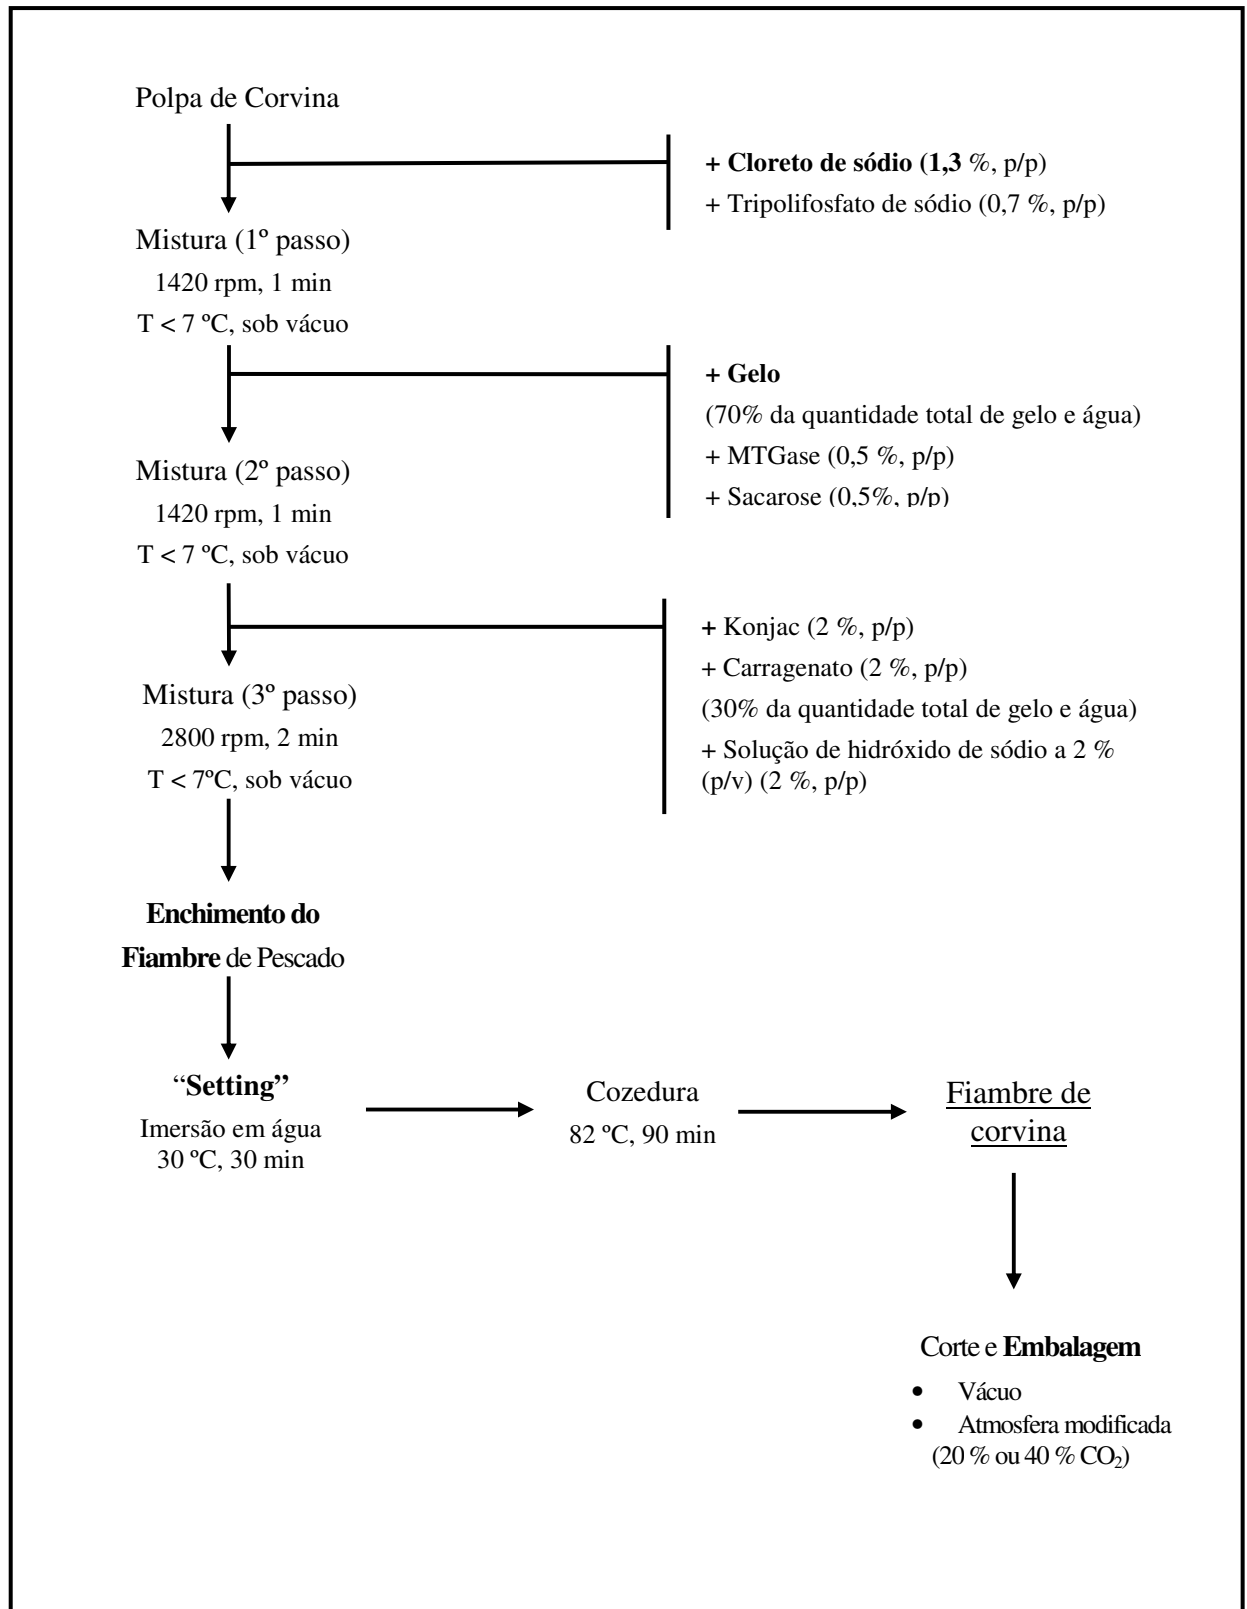 Polpa de Corvina
+ Cloreto de sódio (1,3 %, p/p)
+ Tripolifosfato de sódio (0,7 %, p/p)
Mistura (1º passo)
1420 rpm, 1 min
T < 7 ºC, sob vácuo
+ Gelo
(70% da quantidade total de gelo e água)
+ MTGase (0,5 %, p/p)
+ Sacarose (0,5%, p/p)
Mistura (2º passo)
1420 rpm, 1 min
T < 7 ºC, sob vácuo
+ Konjac (2 %, p/p)
+ Carragenato (2 %, p/p)
(30% da quantidade total de gelo e água)
+ Solução de hidróxido de sódio a 2 %
(p/v) (2 %, p/p)
Mistura (3º passo)
2800 rpm, 2 min
T < 7ºC, sob vácuo
Enchimento do
Fiambre de Pescado
“Setting”
Imersão em água
30 ºC, 30 min
Cozedura
82 ºC, 90 min
Fiambre de
corvina
Corte e Embalagem
• Vácuo
• Atmosfera modificada
(20 % ou 40 % CO₂)